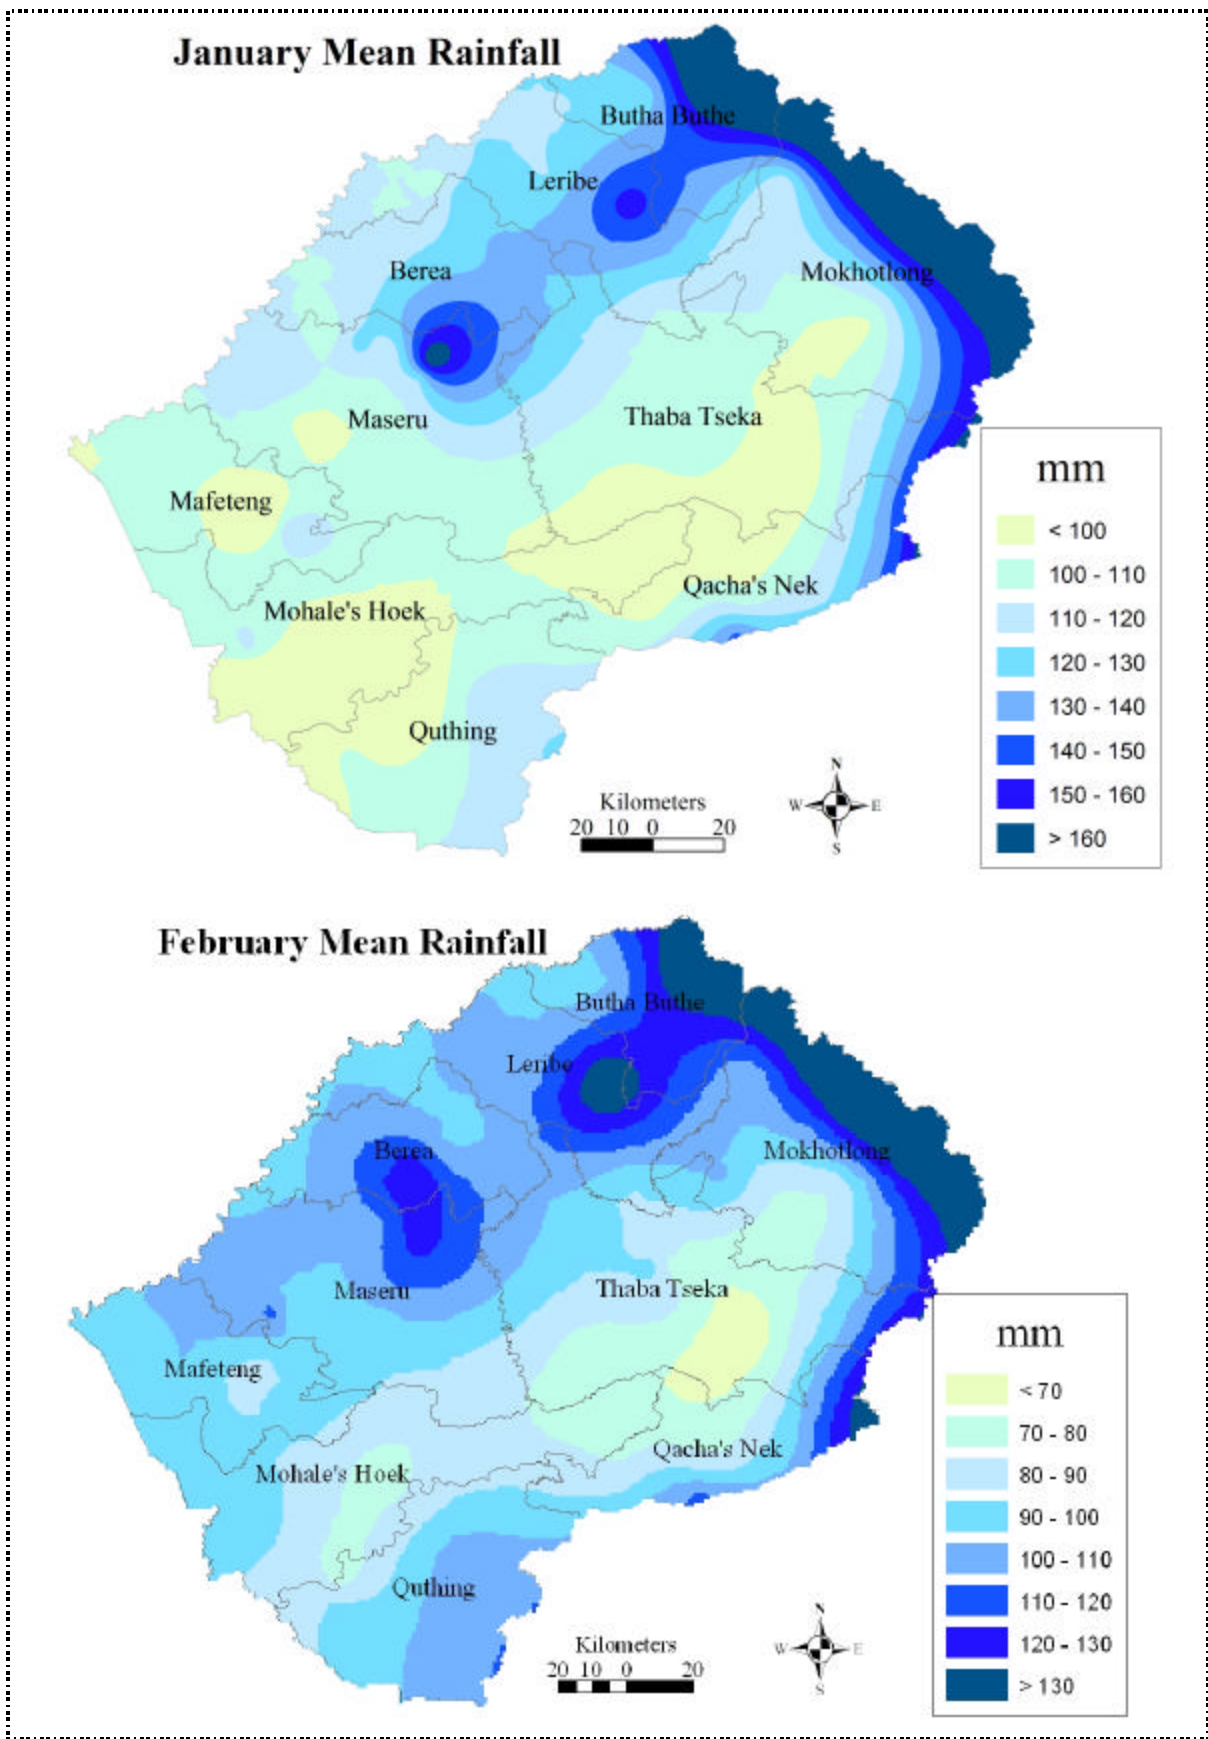 January Mean Rainfall
Butha Buthe
Leribe
Berea
Mokhotlong
Maseru
Thaba Tseka
Mafeteng
Qacha's Nek
Mohale's Hoek
Quthing
mm
< 100
100 - 110
110 - 120
120 - 130
130 - 140
140 - 150
150 - 160
> 160
Kilometers
20 10 0 20
N
W E
S
February Mean Rainfall
Butha Buthe
Leribe
Berea
Mokhotlong
Maseru
Thaba Tseka
Mafeteng
Qacha's Nek
Mohale's Hoek
Quthing
mm
< 70
70 - 80
80 - 90
90 - 100
100 - 110
110 - 120
120 - 130
> 130
Kilometers
20 10 0 20
N
W E
S